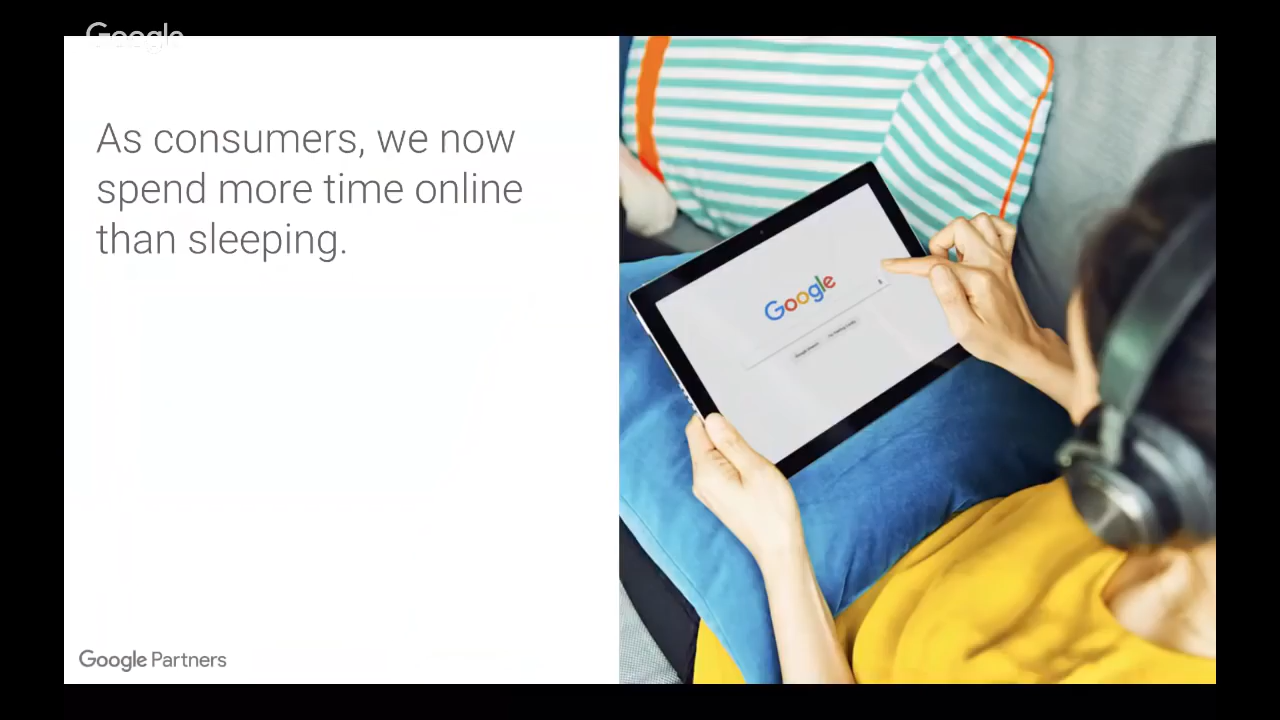 Google
As consumers, we now
spend more time online
than sleeping.
Google
Google Partners